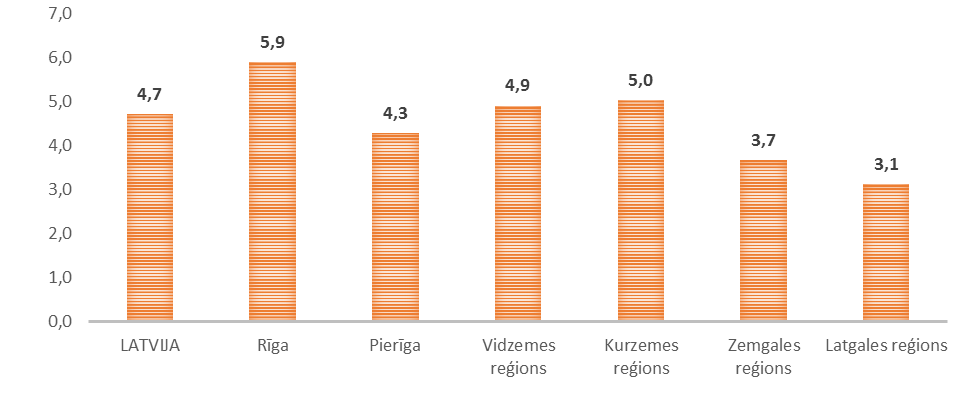 7,0
6,0
5,0
4,0
3,0
2,0
1,0
0,0
4,7
5,9
4,3
4,9
5,0
3,7
3,1
LATVIJA
Rīga
Pierīga
Vidzemes
reģions
Kurzemes
reģions
Zemgales
reģions
Latgales reģions